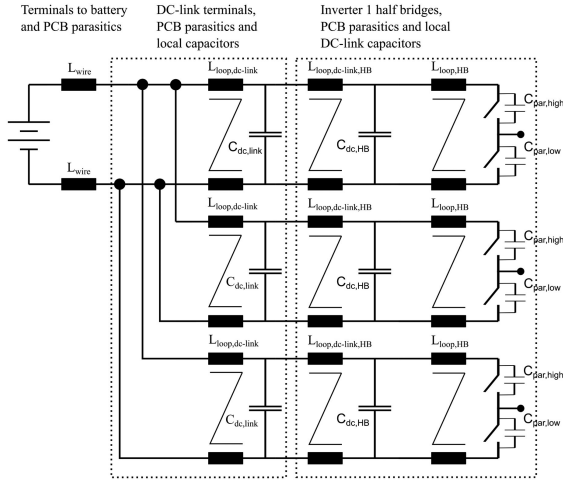 Terminals to battery
and PCB parasitics
DC-link terminals,
PCB parasitics and
local capacitors
Inverter 1 half bridges,
PCB parasitics and local
DC-link capacitors
L_wire
L_loop,dc-link
L_loop,dc-link,HB
L_loop,HB
C_par,high
C_dc,link
C_dc,HB
C_par,low
L_wire
L_loop,dc-link
L_loop,dc-link,HB
L_loop,HB
C_par,high
C_dc,link
C_dc,HB
C_par,low
L_loop,dc-link
L_loop,dc-link,HB
L_loop,HB
C_par,high
C_dc,link
C_dc,HB
C_par,low